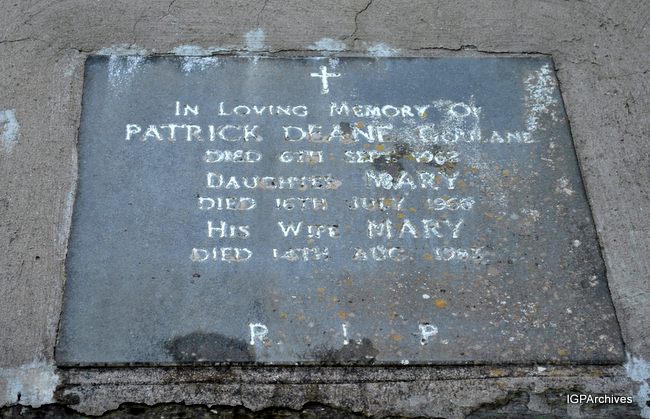 In Loving Memory Of
PATRICK DEANE
DIED 6TH SEPT.
DAUGHTER MARY
DIED 16TH JULY
His Wife MARY
DIED 14TH AUG.
R. I. P
IGPArchives